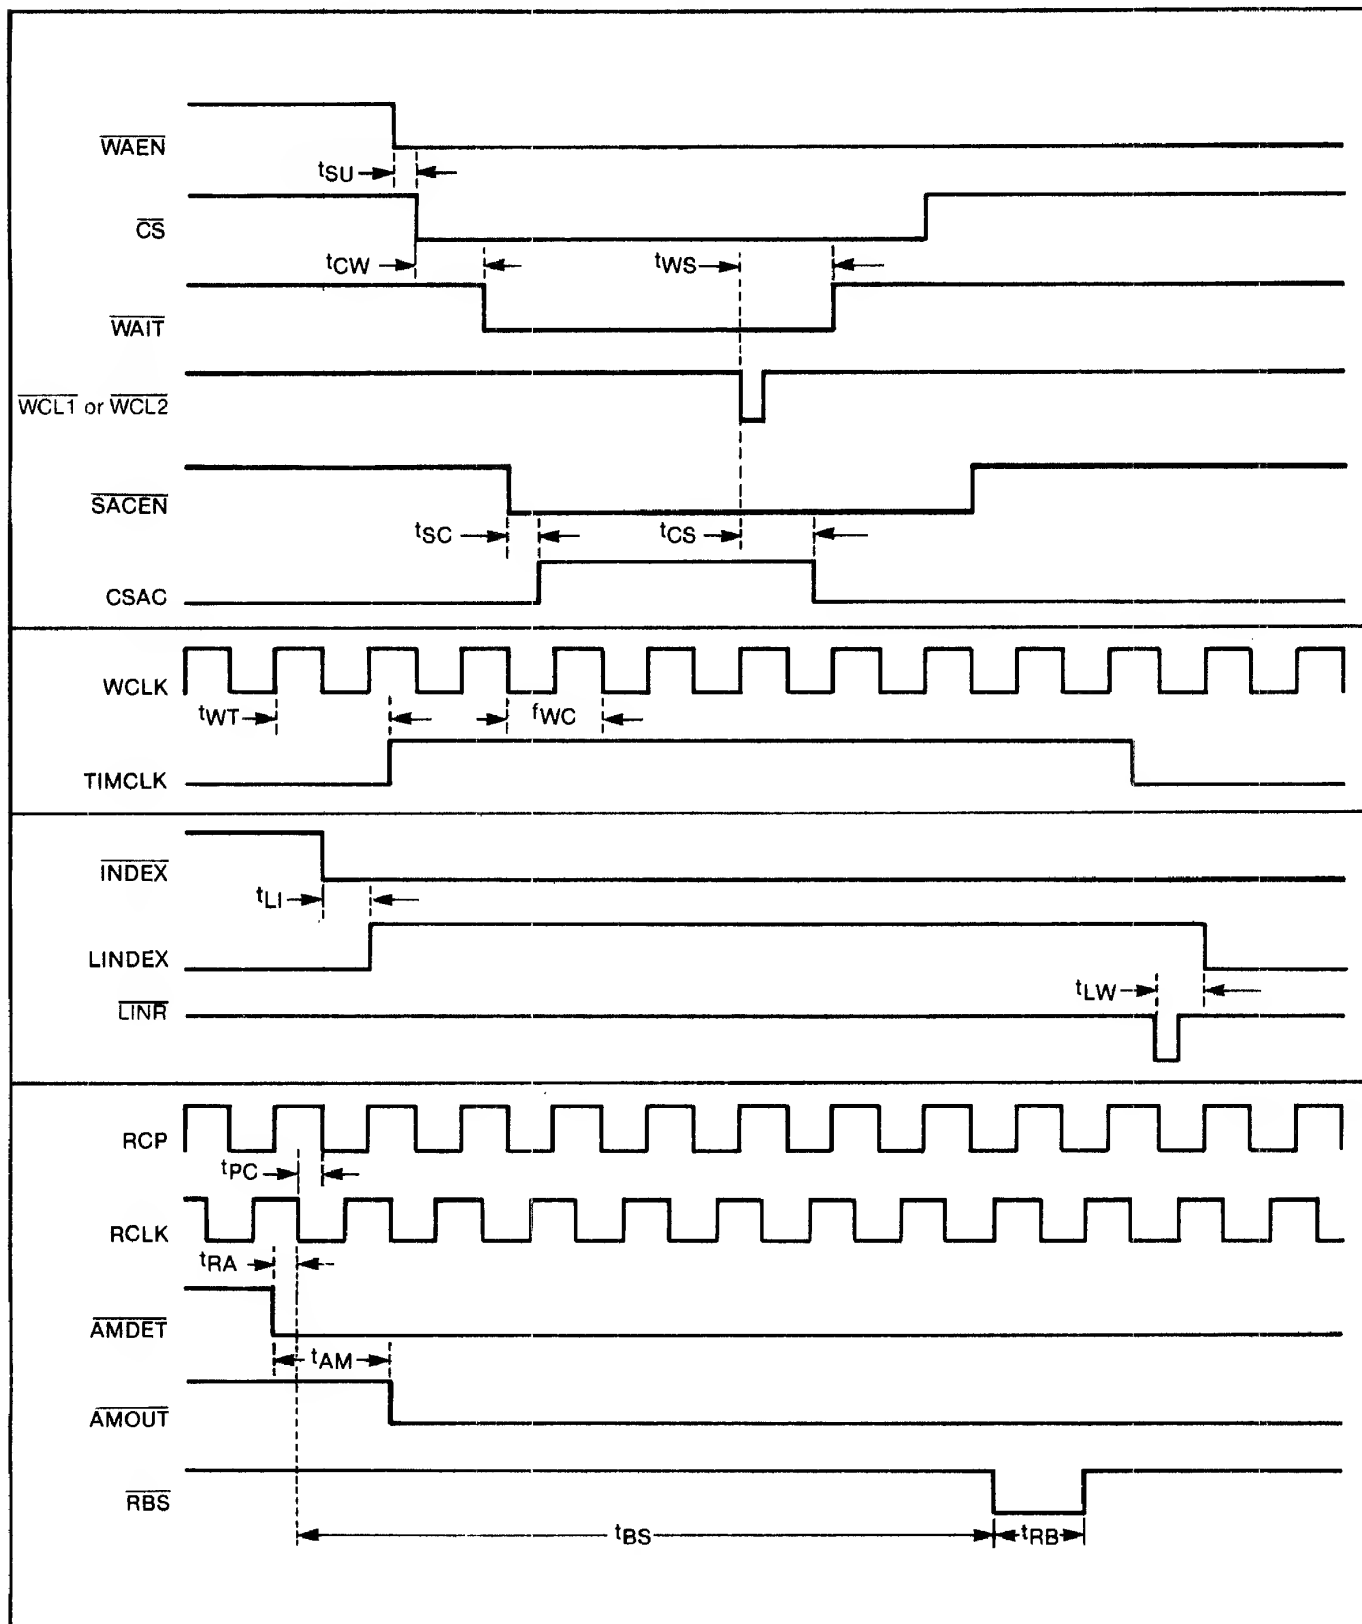 WAEN
tSU
CS
tCW
tWS
WAIT
WCL1 or WCL2
SACEN
tSC
tCS
CSAC
WCLK
tWT
fWC
TIMCLK
INDEX
tLI
LINDEX
tLW
LINR
RCP
tPC
RCLK
tRA
AMDET
tAM
AMOUT
RBS
tBS
tRB